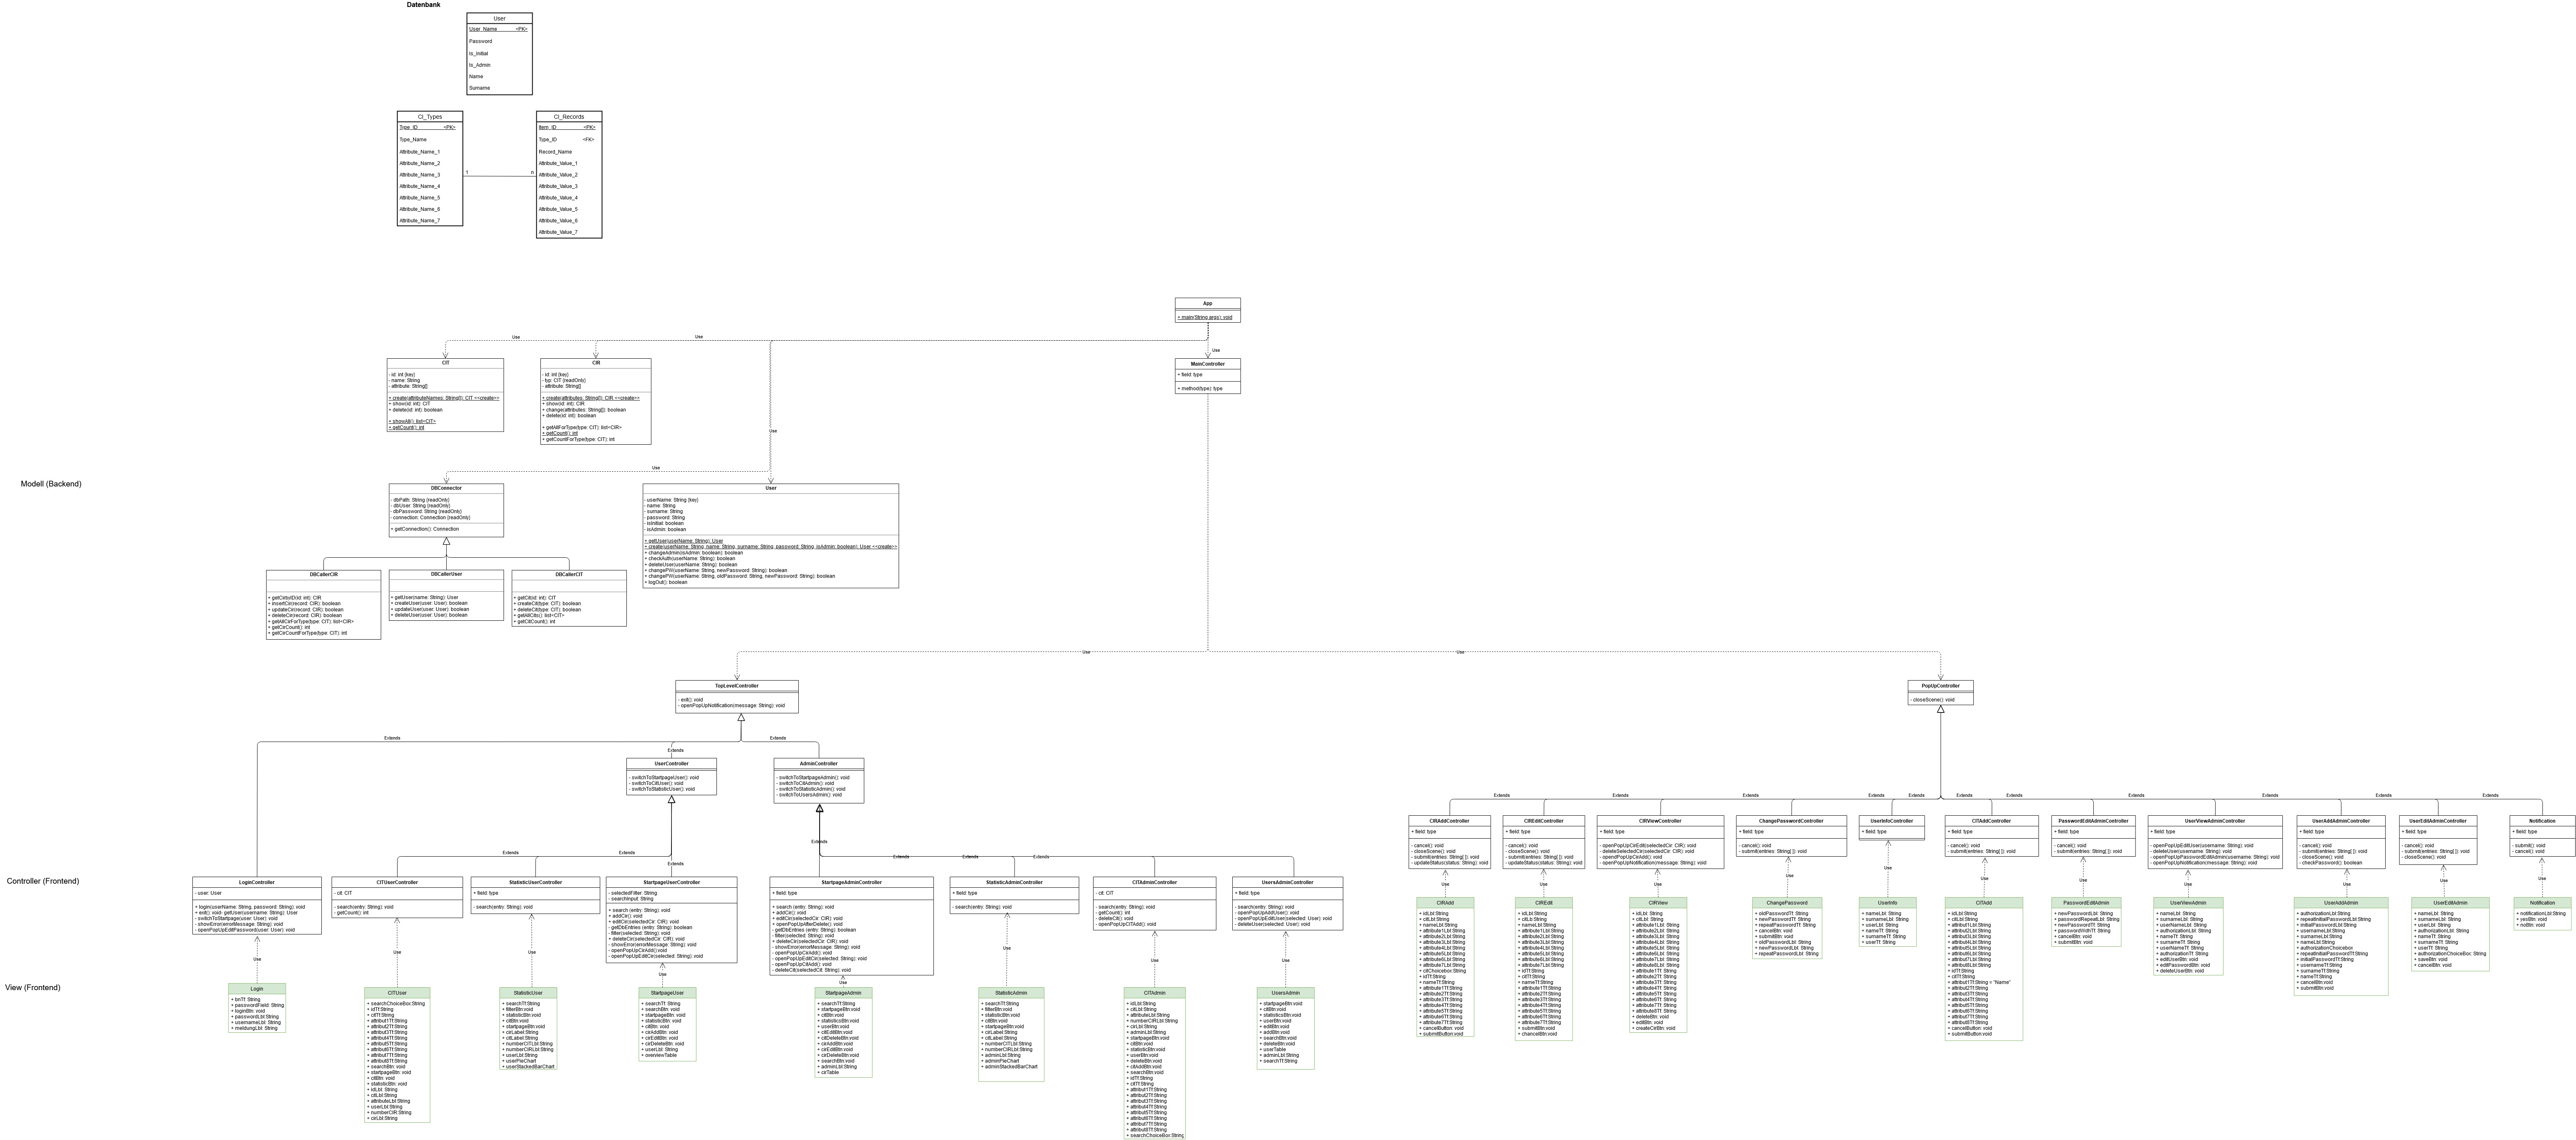 Datenbank
User
User_Name <PK>
Password
Is_Initial
Is_Admin
Name
Surname
CI_Types
Type_ID <PK>
Type_Name
Attribute_Name_1
Attribute_Name_2
Attribute_Name_3
Attribute_Name_4
Attribute_Name_5
Attribute_Name_6
Attribute_Name_7
1
n
CI_Records
Item_ID <PK>
Type_ID <FK>
Record_Name
Attribute_Value_1
Attribute_Value_2
Attribute_Value_3
Attribute_Value_4
Attribute_Value_5
Attribute_Value_6
Attribute_Value_7
App
+ main(String args): void
Use
Use
Use
Use
Use
MainController
+ field: type
+ method(type): type
CIT
- id: int {key}
- name: String
- attribute: String[]
+ create(attributeNames: String[]): CIT <<create>>
+ show(id: int): CIT
+ delete(id: int): boolean
+ showAll(): list<CIT>
+ getCount(): int
CIR
- id: int {key}
- typ: CIT {readOnly}
- attribute: String[]
+ create(attributes: String[]): CIR <<create>>
+ show(id: int): CIR
+ change(attributes: String[]): boolean
+ delete(id: int): boolean
+ getAllForType(type: CIT): list<CIR>
+ getCount(): int
+ getCountForType(type: CIT): int
Modell (Backend)
DBConnector
- dbPath: String {readOnly}
- dbUser: String {readOnly}
- dbPassword: String {readOnly}
- connection: Connection {readOnly}
+ getConnection(): Connection
User
- userName: String {key}
- name: String
- surname: String
- password: String
- isInitial: boolean
- isAdmin: boolean
+ getUser(userName: String): User
+ create(userName: String, name: String, surname: String, password: String, isAdmin: boolean): User <<create>>
+ changeAdmin(isAdmin: boolean): boolean
+ checkAuth(userName: String): boolean
+ deleteUser(userName: String): boolean
+ changePW(userName: String, newPassword: String): boolean
+ changePW(userName: String, oldPassword: String, newPassword: String): boolean
+ logOut(): boolean
DBCallerCIR
+ getCirbyID(id: int): CIR
+ insertCir(record: CIR): boolean
+ updateCir(record: CIR): boolean
+ deleteCir(record: CIR): boolean
+ getAllCirForType(type: CIT): list<CIR>
+ getCirCount(): int
+ getCirCountForType(type: CIT): int
DBCallerUser
+ getUser(name: String): User
+ createUser(user: User): boolean
+ updateUser(user: User): boolean
+ deleteUser(user: User): boolean
DBCallerCIT
+ getCit(id: int): CIT
+ createCit(type: CIT): boolean
+ deleteCit(type: CIT): boolean
+ getAllCits(): list<CIT>
+ getCitCount(): int
Use
Use
TopLevelController
- exit(): void
- openPopUpNotification(message: String): void
PopUpController
- closeScene(): void
Extends
Extends
Extends
UserController
- switchToStartpageUser(): void
- switchToCitUser(): void
- switchToStatisticUser(): void
AdminController
- switchToStartpageAdmin(): void
- switchToCitAdmin(): void
- switchToStatisticAdmin(): void
- switchToUsersAdmin(): void
Extends
Extends
Extends
Extends
Extends
Extends
Extends
Extends
Extends
Extends
Extends
CIRAddController
+ field: type
- cancel(): void
- closeScene(): void
- submit(entries: String[ ]): void
- updateStatus(status: String): void
CIREditController
+ field: type
- cancel(): void
- closeScene(): void
- submit(entries: String[ ]): void
- updateStatus(status: String): void
CIRViewController
+ field: type
- openPopUpCirEdit(selectedCir: CIR): void
- deleteSelectedCir(selectedCir: CIR): void
- opendPopUpCirAdd(): void
- openPopUpNotification(message: String): void
ChangePasswordController
+ field: type
- cancel(): void
- submit(entries: String[ ]): void
UserInfoController
+ field: type
CITAddController
+ field: type
- cancel(): void
- submit(entries: String[ ]): void
PasswordEditAdminController
+ field: type
- cancel(): void
- submit(entries: String[ ]): void
UserViewAdminController
+ field: type
- openPopUpEditUser(username: String): void
- deleteUser(username: String): void
- openPopUpPasswordEditAdmin(username: String): void
- openPopUpNotification(message: String): void
UserAddAdminController
+ field: type
- cancel(): void
- submit(entries: String[ ]): void
- closeScene(): void
- checkPassword(): boolean
UserEditAdminController
+ field: type
- cancel(): void
- submit(entries: String[ ]): void
- closeScene(): void
Notification
+ field: type
- submit(): void
- cancel(): void
Extends
Extends
Extends
Extends
Extends
Extends
Extends
Controller (Frontend)
LoginController
- user: User
+ login(userName: String, password: String): void
+ exit(): void- getUser(username: String): User
- switchToStartpage(user: User): void
- showError(errorMessage: String): void
- openPopUpEditPassword(user: User): void
CITUserController
- cit: CIT
- search(entry: String): void
- getCount(): int
StatisticUserController
+ field: type
- search(entry: String): void
StartpageUserController
- selectedFilter: String
- searchInput: String
+ search (entry: String): void
+ addCir(): void
+ editCir(selectedCir: CIR): void
- getDbEntries (entry: String): boolean
- filter(selected: String): void
+ deleteCir(selectedCir: CIR): void
- showError(errorMessage: String): void
- openPopUpCirAdd(): void
- openPopUpEditCir(selected: String): void
StartpageAdminController
+ field: type
+ search (entry: String): void
+ addCir(): void
+ editCir(selectedCir: CIR): void
+ openPopUpAfterDelete(): void
- getDbEntries (entry: String): boolean
- filter(selected: String): void
+ deleteCir(selectedCir: CIR): void
- showError(errorMessage: String): void
- openPopUpCirAdd(): void
- openPopUpEditCir(selected: String): void
- openPopUpCitAdd(): void
- deleteCit(selectedCit: String): void
StatisticAdminController
+ field: type
- search(entry: String): void
CITAdminController
- cit: CIT
- search(entry: String): void
- getCount(): int
- deleteCit(): void
- openPopUpCITAdd(): void
UsersAdminController
- search(entry: String): void
- openPopUpAddUser(): void
- openPopUpEditUser(selected: User): void
- deleteUser(selected: User): void
Use
Use
Use
Use
Use
Use
Use
Use
View (Frontend)
Login
+ bnTf: String
+ passwordField: String
+ loginBtn: void
+ passwordLbl: String
+ usernameLbl: String
+ meldungLbl: String
CITUser
+ searchChoiceBox:String
+ idTf:String
+ citTf:String
+ attribut1Tf:String
+ attribut2Tf:String
+ attribut3Tf:String
+ attribut4Tf:String
+ attribut5Tf:String
+ attribut6Tf:String
+ attribut7Tf:String
+ attribut8Tf:String
+ searchBtn: void
+ startpageBtn: void
+ citBtn: void
+ statisticBtn: void
+ idLbl: String
+ citLbl:String
+ attributeLbl:String
+ userLbl:String
+ numberCIR:String
+ cirLbl:String
StatisticUser
+ searchTf:String
+ filterBtn:void
+ statisticBtn:void
+ citBtn:void
+ startpageBtn:void
+ cirLabel:String
+ citLabel:String
+ numberCITLbl:String
+ numberCIRLbl:String
+ userLbl:String
+ userPieChart
+ userStackedBarChart
StartpageUser
+ searchTf: String
+ searchBtn: void
+ startpageBtn: void
+ statisticBtn: void
+ citBtn: void
+ cirAddBtn: void
+ cirEditBtn: void
+ cirDeleteBtn: void
+ userLbl: String
+ overviewTable
StartpageAdmin
+ searchTf:String
+ startpageBtn:void
+ citBtn:void
+ statisticsBtn:void
+ userBtn:void
+ citEditBtn:void
+ citDeleteBtn:void
+ cirAddBtn:void
+ cirEditBtn:void
+ cirDeleteBtn:void
+ searchBtn:void
+ adminLbl:String
+ cirTable
StatisticAdmin
+ searchTf:String
+ filterBtn:void
+ statisticBtn:void
+ citBtn:void
+ startpageBtn:void
+ cirLabel:String
+ citLabel:String
+ numberCITLbl:String
+ numberCIRLbl:String
+ adminLbl:String
+ adminPieChart
+ adminStackedBarChart
CITAdmin
+ idLbl:String
+ citLbl:String
+ attributeLbl:String
+ numberCIRLbl:String
+ cirLbl:String
+ adminLbl:String
+ startpageBtn:void
+ citBtn:void
+ statisticBtn:void
+ userBtn:void
+ deleteBtn:void
+ citAddBtn:void
+ searchBtn:void
+ idTf:String
+ citTf:String
+ attribut1Tf:String
+ attribut2Tf:String
+ attribut3Tf:String
+ attribut4Tf:String
+ attribut5Tf:String
+ attribut6Tf:String
+ attribut7Tf:String
+ attribut8Tf:String
+ searchChoiceBox:String
UsersAdmin
+ startpageBtn:void
+ citBtn:void
+ statisticsBtn:void
+ userBtn:void
+ editBtn:void
+ addBtn:void
+ searchBtn:void
+ deleteBtn:void
+ userTable
+ adminLbl:String
+ searchTf:String
Use
Use
Use
Use
Use
Use
Use
Use
Use
Use
Use
CIRAdd
+ idLbl:String
+ citLbl:String
+ nameLbl:String
+ attribute1Lbl:String
+ attribute2Lbl:String
+ attribute3Lbl:String
+ attribute4Lbl:String
+ attribute5Lbl:String
+ attribute6Lbl:String
+ attribute7Lbl:String
+ citChoicebox:String
+ idTf:String
+ nameTf:String
+ attribute1Tf:String
+ attribute2Tf:String
+ attribute3Tf:String
+ attribute4Tf:String
+ attribute5Tf:String
+ attribute6Tf:String
+ attribute7Tf:String
+ cancelButton: void
+ submitButton:void
CIREdit
+ idLbl:String
+ citLb:String
+ nameLbl:String
+ attribute1Lbl:String
+ attribute2Lbl:String
+ attribute3Lbl:String
+ attribute4Lbl:String
+ attribute5Lbl:String
+ attribute6Lbl:String
+ attribute7Lbl:String
+ idTf:String
+ citTf:String
+ nameTf:String
+ attribute1Tf:String
+ attribute2Tf:String
+ attribute3Tf:String
+ attribute4Tf:String
+ attribute5Tf:String
+ attribute6Tf:String
+ attribute7Tf:String
+ submitBtn:void
+ chancelBtn:void
CIRView
+ idLbl: String
+ citLbl: String
+ attribute1Lbl: String
+ attribute2Lbl: String
+ attribute3Lbl: String
+ attribute4Lbl: String
+ attribute5Lbl: String
+ attribute6Lbl: String
+ attribute7Lbl: String
+ attribute8Lbl: String
+ attribute1Tf: String
+ attribute2Tf: String
+ attribute3Tf: String
+ attribute4Tf: String
+ attribute5Tf: String
+ attribute6Tf: String
+ attribute7Tf: String
+ attribute8Tf: String
+ deleteBtn: void
+ editBtn: void
+ createCirBtn: void
ChangePassword
+ oldPasswordTf: String
+ newPasswordTf: String
+ repeatPasswordTf: String
+ cancelBtn: void
+ submitBtn: void
+ oldPasswordLbl: String
+ newPasswordLbl: String
+ repeatPasswordLbl: String
UserInfo
+ nameLbl: String
+ surnameLbl: String
+ userLbl: String
+ nameTf: String
+ surnameTf: String
+ userTf: String
CITAdd
+ idLbl:String
+ citLbl:String
+ attribut1Lbl:String
+ attribut2Lbl:String
+ attribut3Lbl:String
+ attribut4Lbl:String
+ attribut5Lbl:String
+ attribut6Lbl:String
+ attribut7Lbl:String
+ attribut8Lbl:String
+ idTf:String
+ citTf:String
+ attribut1Tf:String = "Name"
+ attribut2Tf:String
+ attribut3Tf:String
+ attribut4Tf:String
+ attribut5Tf:String
+ attribut6Tf:String
+ attribut7Tf:String
+ attribut8Tf:String
+ cancelButton:void
+ submitButton:void
PasswordEditAdmin
+ newPasswordLbl:String
+ passwordRepeatLbl:String
+ newPasswordTf:String
+ passwordWdhTf:String
+ cancelBtn: void
+ submitBtn: void
UserViewAdmin
+ nameLbl: String
+ surnameLbl: String
+ userNameLbl: String
+ authorizationLbl: String
+ nameTf: String
+ surnameTf: String
+ userNameTf: String
+ authorizationTf: String
+ editUserBtn: void
+ editPasswordBtn: void
+ deleteUserBtn: void
UserAddAdmin
+ authorizationLbl:String
+ repeatInitialPasswordLbl:String
+ initialPasswordLbl:String
+ usernameLbl:String
+ surnameLbl:String
+ nameLbl:String
+ authorizationChoicebox
+ repeatInitialPasswordTf:String
+ initialPasswordTf:String
+ usernameTf:String
+ surnameTf:String
+ nameTf:String
+ cancelBtn:void
+ submitBtn:void
UserEditAdmin
+ nameLbl: String
+ surnameLbl: String
+ userLbl: String
+ authorizationLbl: String
+ nameTf: String
+ surnameTf: String
+ userTf: String
+ authorizationChoiceBox: String
+ saveBtn: void
+ cancelBtn: void
Notification
+ notificationLbl:String
+ yesBtn: void
+ notBtn: void